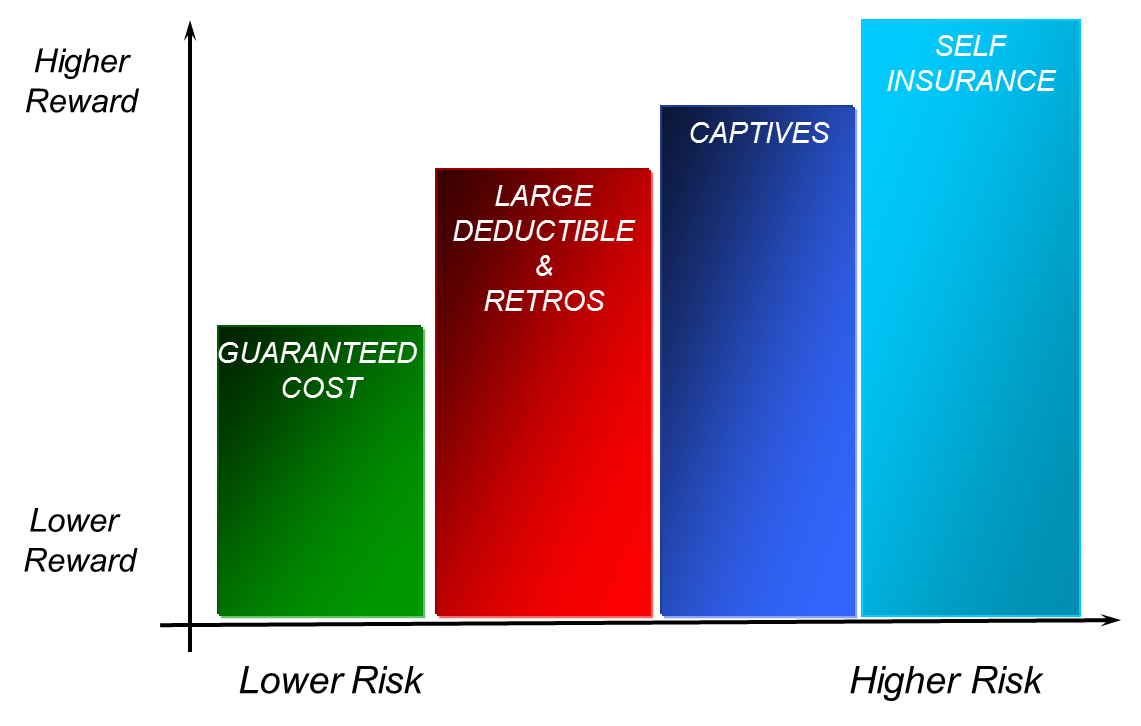 Higher
Reward
SELF
INSURANCE
CAPTIVES
LARGE
DEDUCTIBLE
&
RETROS
GUARANTEED
COST
Lower
Reward
Lower Risk
Higher Risk